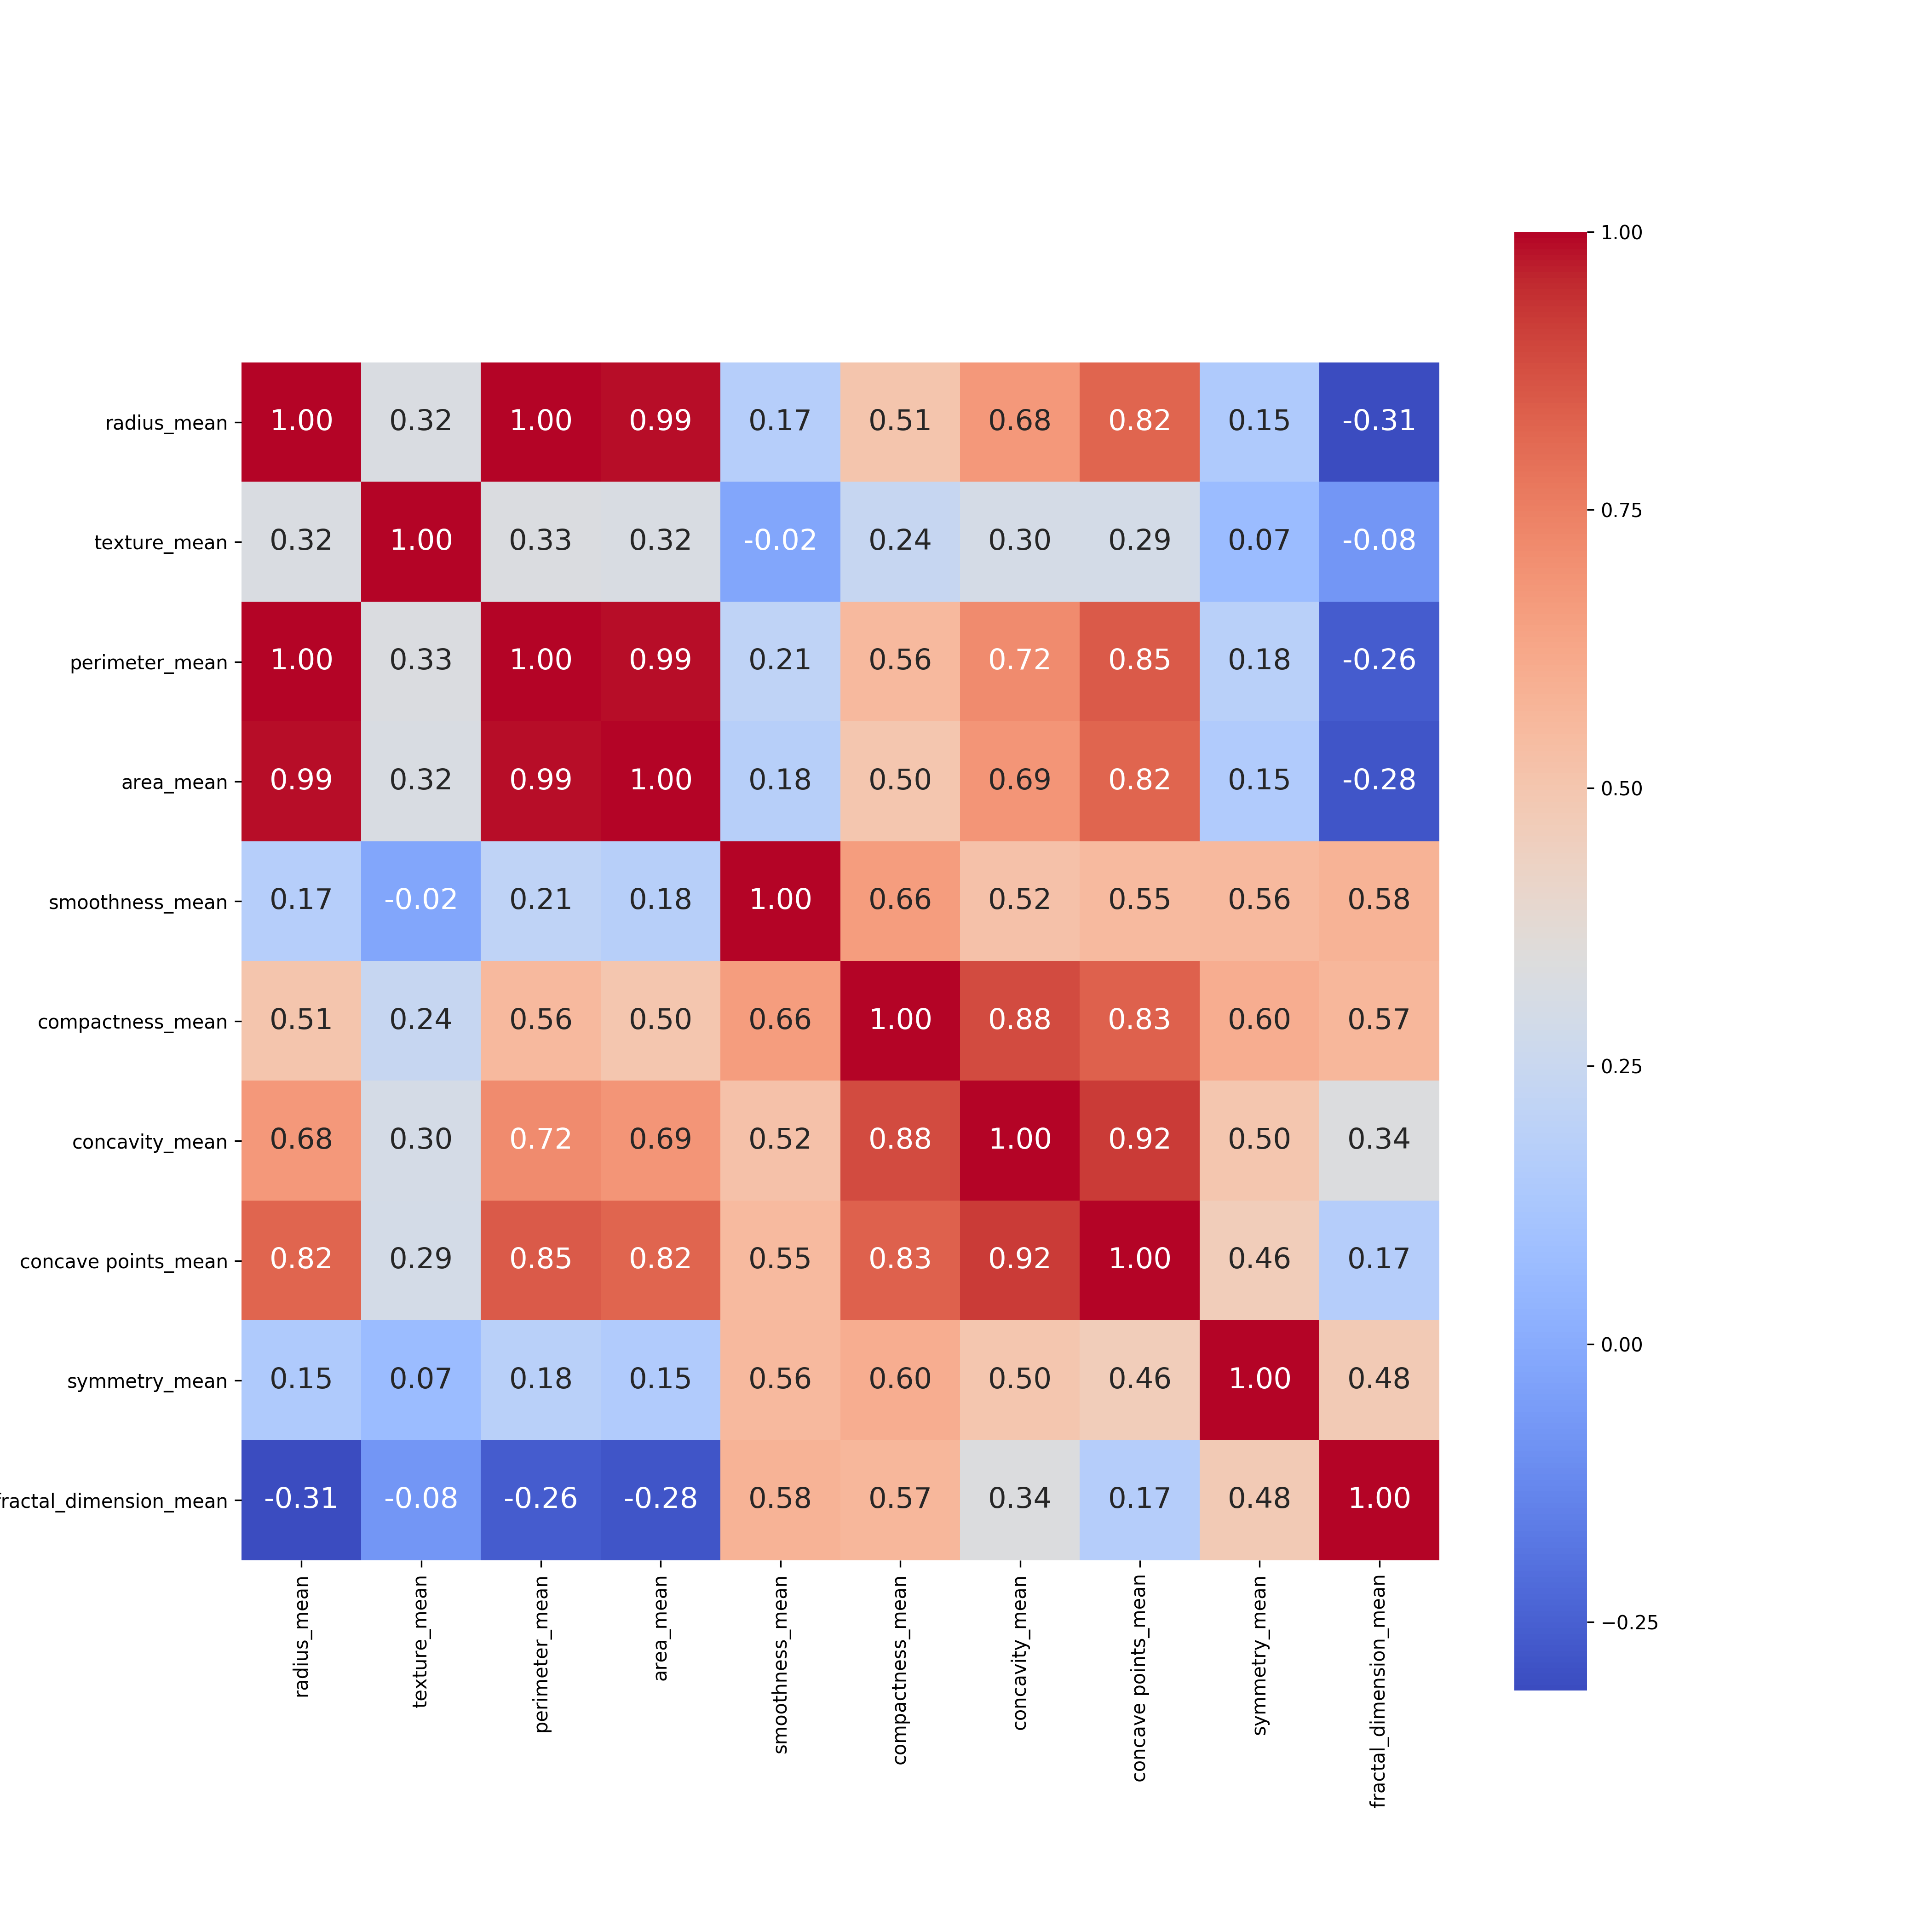 1.00
radius_mean 1.00 0.32 1.00 0.99 0.17 0.51 0.68 0.82 0.15 -0.31
0.75
texture_mean 0.32 1.00 0.33 0.32 -0.02 0.24 0.30 0.29 0.07 -0.08
perimeter_mean 1.00 0.33 1.00 0.99 0.21 0.56 0.72 0.85 0.18 -0.26
area_mean 0.99 0.32 0.99 1.00 0.18 0.50 0.69 0.82 0.15 -0.28
0.50
smoothness_mean 0.17 -0.02 0.21 0.18 1.00 0.66 0.52 0.55 0.56 0.58
compactness_mean 0.51 0.24 0.56 0.50 0.66 1.00 0.88 0.83 0.60 0.57
0.25
concavity_mean 0.68 0.30 0.72 0.69 0.52 0.88 1.00 0.92 0.50 0.34
concave points_mean 0.82 0.29 0.85 0.82 0.55 0.83 0.92 1.00 0.46 0.17
0.00
symmetry_mean 0.15 0.07 0.18 0.15 0.56 0.60 0.50 0.46 1.00 0.48
fractal_dimension_mean -0.31 -0.08 -0.26 -0.28 0.58 0.57 0.34 0.17 0.48 1.00
−0.25
radius_mean
texture_mean
perimeter_mean
area_mean
smoothness_mean
compactness_mean
concavity_mean
concave points_mean
symmetry_mean
fractal_dimension_mean